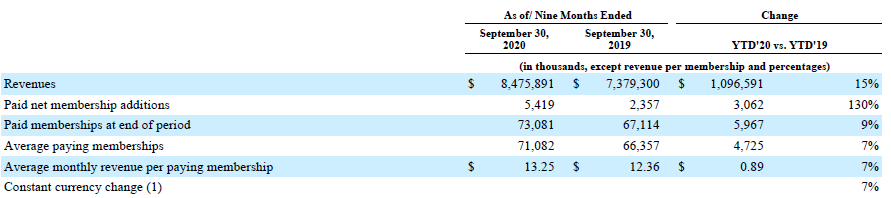 As of/ Nine Months Ended Change
September 30, 2020 September 30, 2019 YTD'20 vs. YTD'19
(in thousands, except revenue per membership and percentages)
Revenues $ 8,475,891 $ 7,379,300 $ 1,096,591 15%
Paid net membership additions 5,419 2,357 3,062 130%
Paid memberships at end of period 73,081 67,114 5,967 9%
Average paying memberships 71,082 66,357 4,725 7%
Average monthly revenue per paying membership $ 13.25 $ 12.36 $ 0.89 7%
Constant currency change (1) 7%